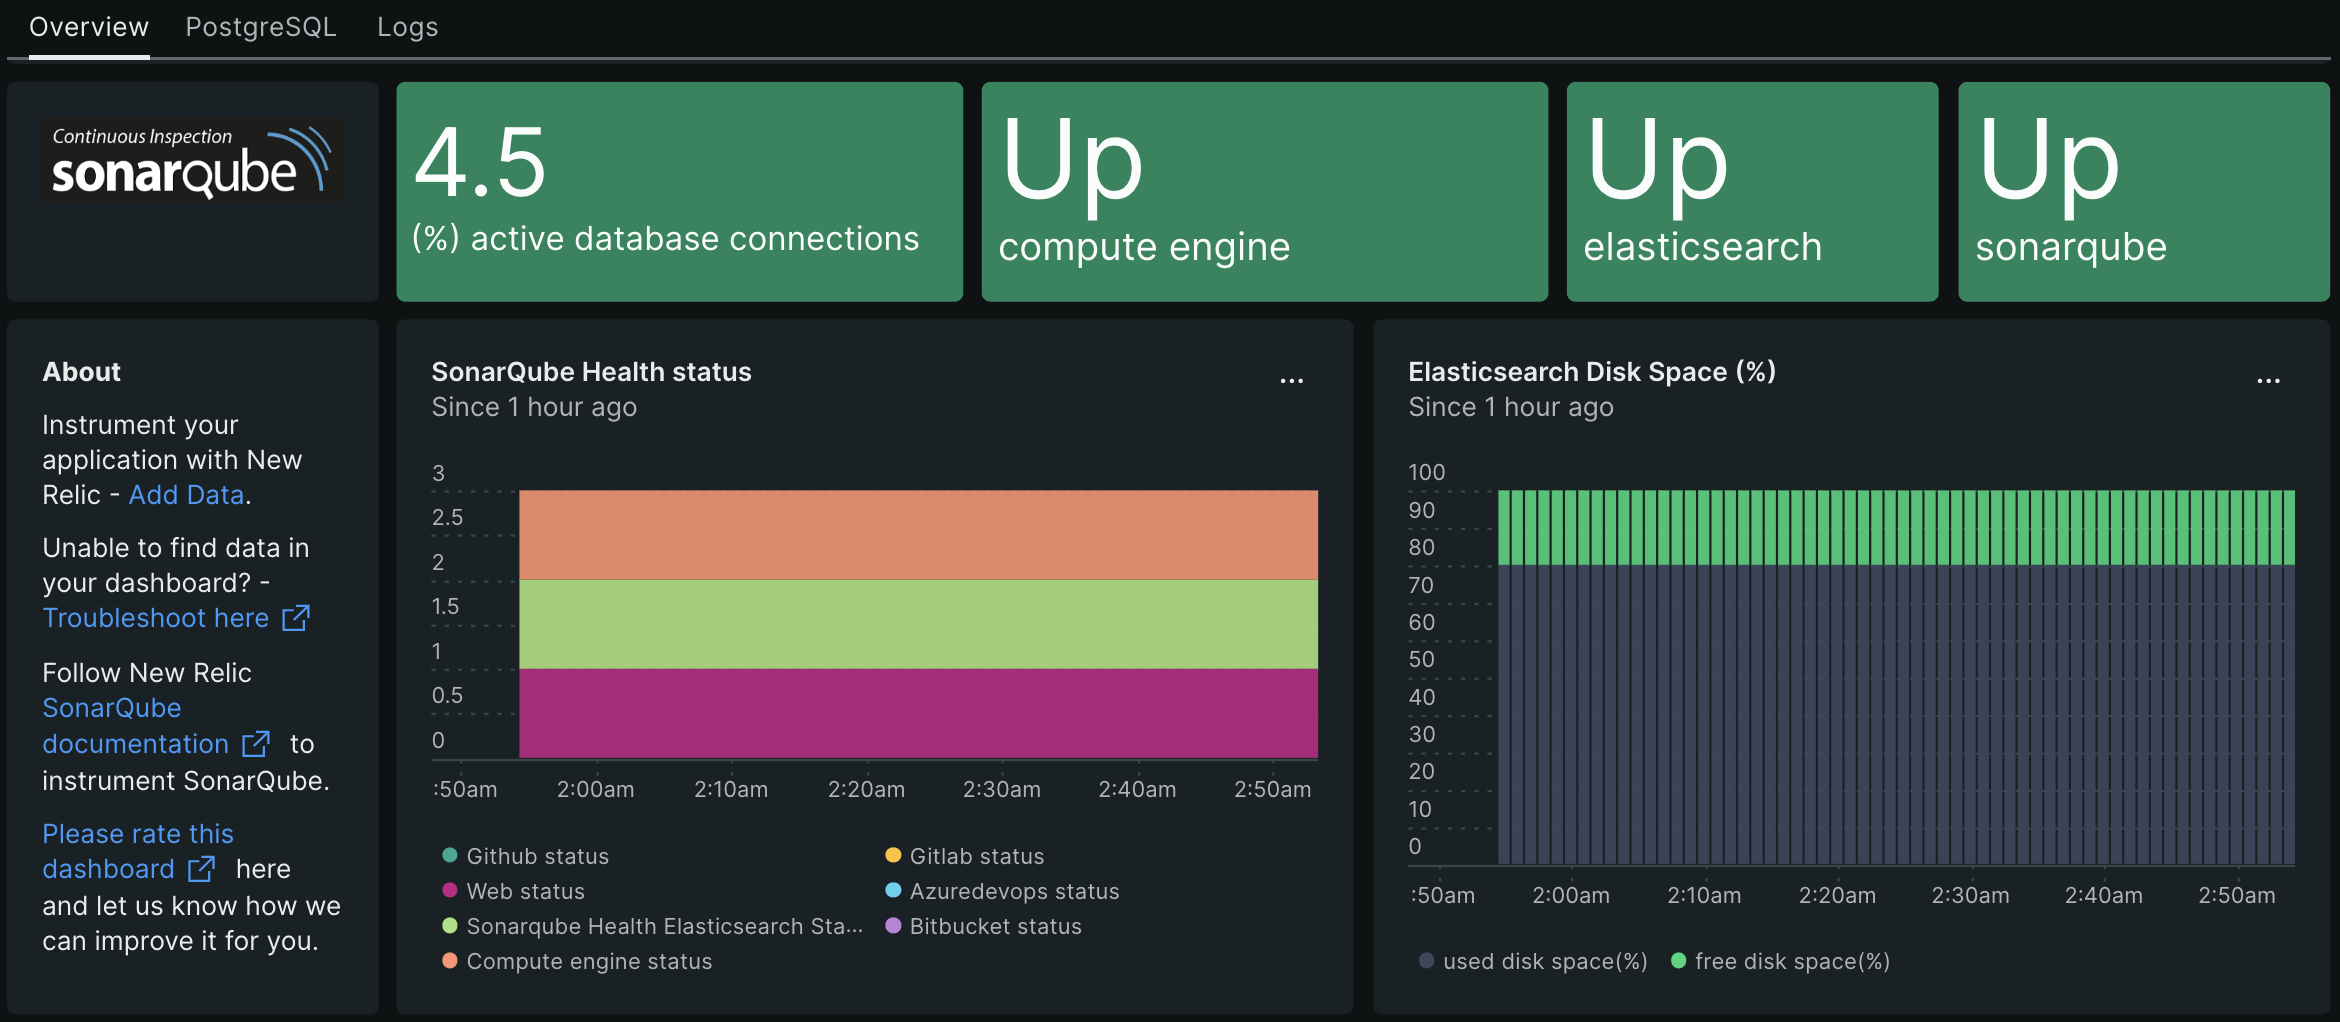 Overview PostgreSQL Logs
Continuous Inspection
sonarqube
4.5
(%) active database connections
Up
compute engine
Up
elasticsearch
Up
sonarqube
About
Instrument your
application with New
Relic - Add Data.
Unable to find data in
your dashboard? -
Troubleshoot here
Follow New Relic
SonarQube
documentation to
instrument SonarQube.
Please rate this
dashboard here
and let us know how we
can improve it for you.
SonarQube Health status
...
Since 1 hour ago
3
2.5
2
1.5
1
0.5
0
:50am 2:00am 2:10am 2:20am 2:30am 2:40am 2:50am
Github status
Gitlab status
Web status
Azuredevops status
Sonarqube Health Elasticsearch Sta...
Bitbucket status
Compute engine status
Elasticsearch Disk Space (%)
...
Since 1 hour ago
100
90
80
70
60
50
40
30
20
10
0
:50am 2:00am 2:10am 2:20am 2:30am 2:40am 2:50am
used disk space(%) free disk space(%)